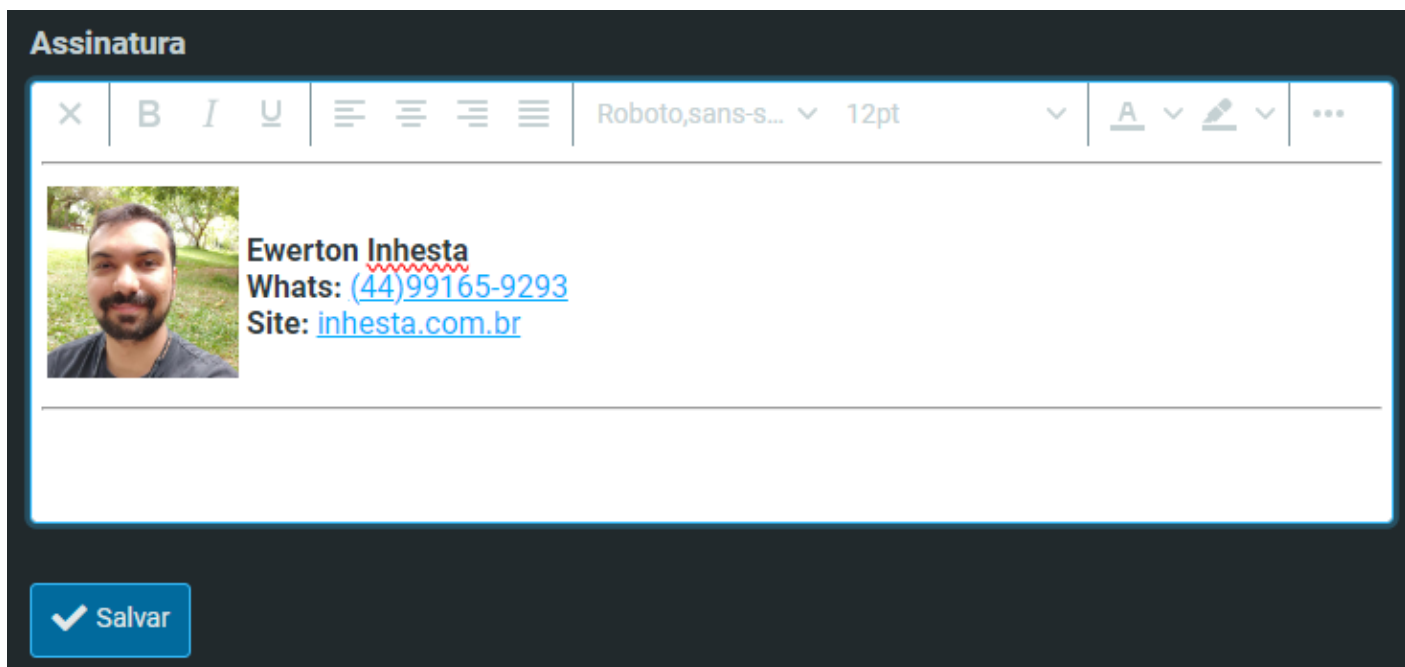 Assinatura
B I U Roboto,sans-s... 12pt A ...
Ewerton Inhesta
Whats: (44)99165-9293
Site: inhesta.com.br
Salvar